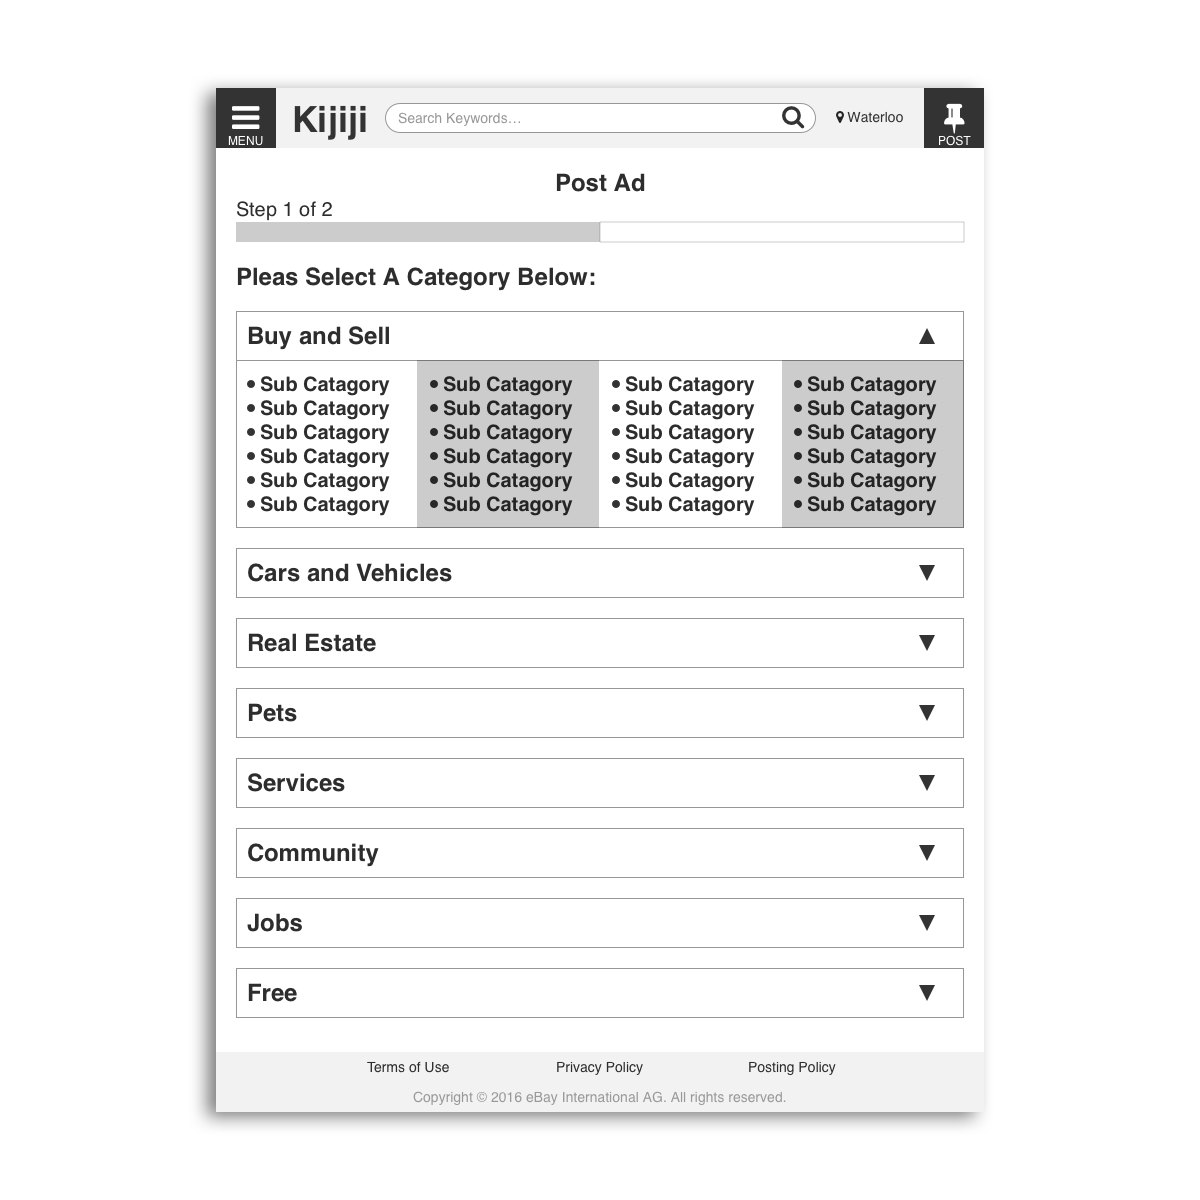 MENU
Kijiji
Search Keywords...
Waterloo
POST
Post Ad
Step 1 of 2
Pleas Select A Category Below:
Buy and Sell ▲
• Sub Catagory • Sub Catagory • Sub Catagory • Sub Catagory
• Sub Catagory • Sub Catagory • Sub Catagory • Sub Catagory
• Sub Catagory • Sub Catagory • Sub Catagory • Sub Catagory
• Sub Catagory • Sub Catagory • Sub Catagory • Sub Catagory
• Sub Catagory • Sub Catagory • Sub Catagory • Sub Catagory
• Sub Catagory • Sub Catagory • Sub Catagory • Sub Catagory
Cars and Vehicles ▼
Real Estate ▼
Pets ▼
Services ▼
Community ▼
Jobs ▼
Free ▼
Terms of Use Privacy Policy Posting Policy
Copyright © 2016 eBay International AG. All rights reserved.